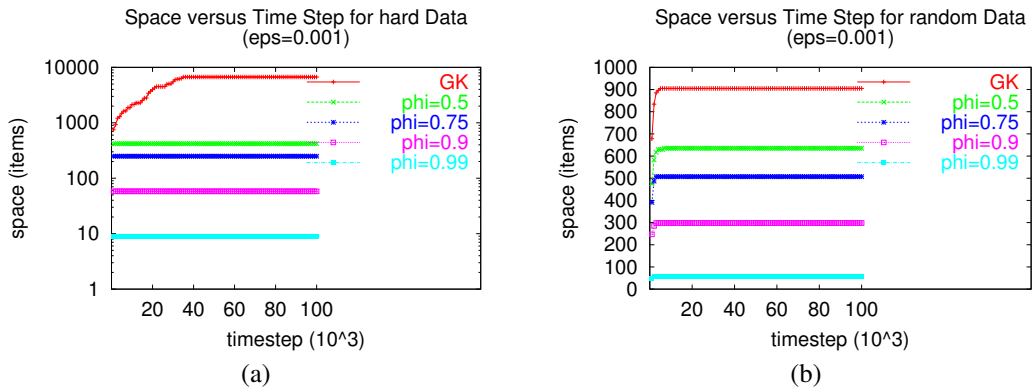 Space versus Time Step for hard Data
(eps=0.001)
10000
1000
100
10
1
space (items)
GK
phi=0.5
phi=0.75
phi=0.9
phi=0.99
20 40 60 80 100
timestep (10^3)
(a)
Space versus Time Step for random Data
(eps=0.001)
1000
900
800
700
600
500
400
300
200
100
0
space (items)
GK
phi=0.5
phi=0.75
phi=0.9
phi=0.99
20 40 60 80 100
timestep (10^3)
(b)